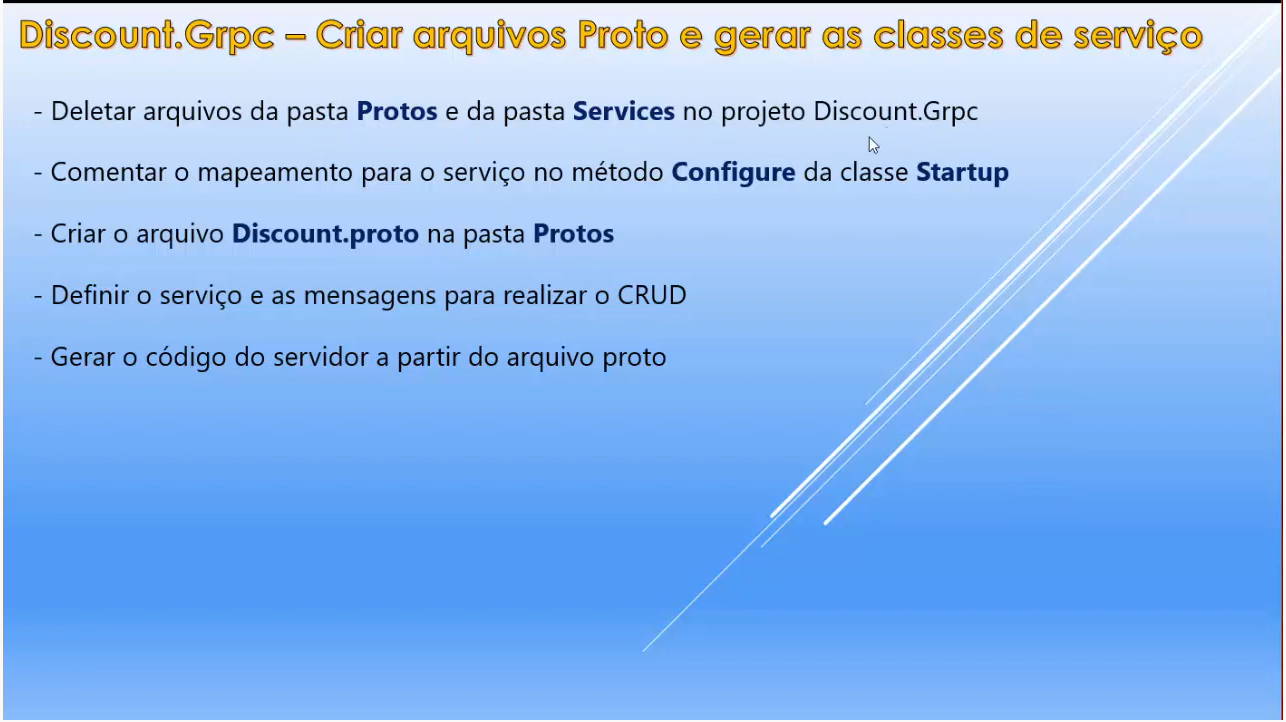 Discount.Grpc – Criar arquivos Proto e gerar as classes de serviço
- Deletar arquivos da pasta Protos e da pasta Services no projeto Discount.Grpc
- Comentar o mapeamento para o serviço no método Configure da classe Startup
- Criar o arquivo Discount.proto na pasta Protos
- Definir o serviço e as mensagens para realizar o CRUD
- Gerar o código do servidor a partir do arquivo proto